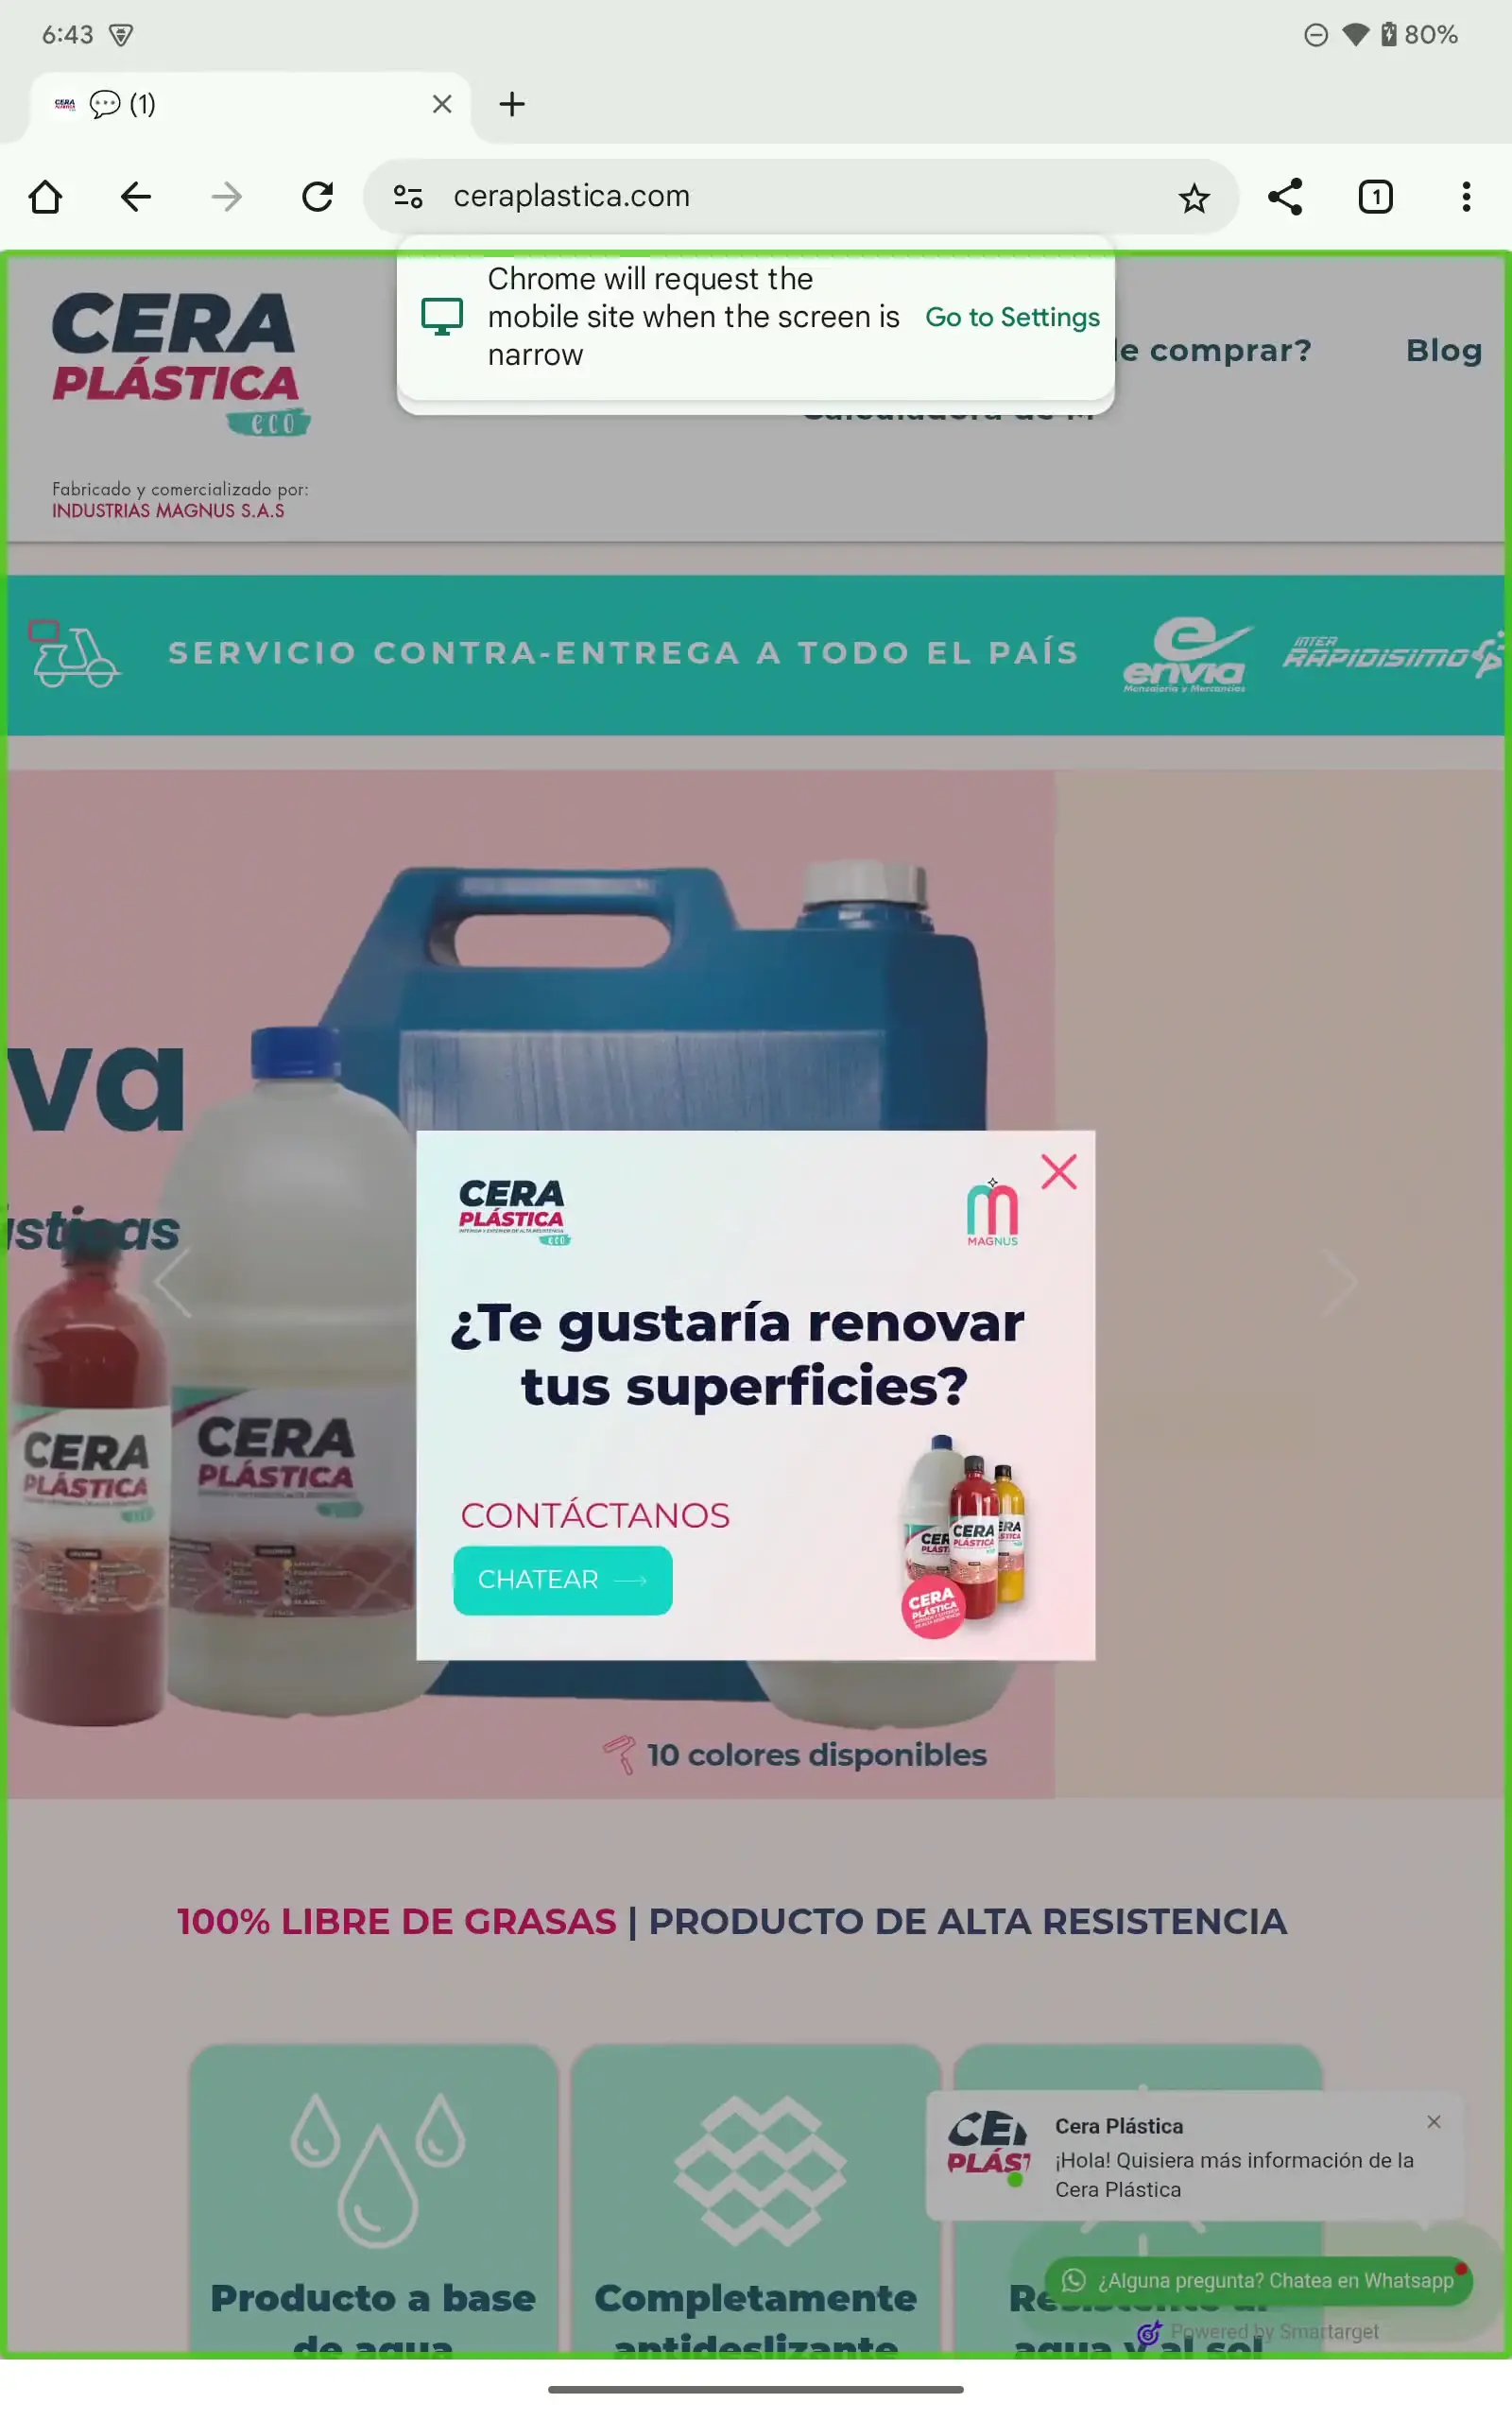 6:43
80%
(1)
ceraplastica.com
1
Chrome will request the
mobile site when the screen is
narrow
Go to Settings
CERA
PLÁSTICA
eco
comprar?
Blog
Fabricado y comercializado por:
INDUSTRIAS MAGNUS S.A.S
SERVICIO CONTRA-ENTREGA A TODO EL PAÍS
envia
Mensajería y Mercancías
INTER
RAPIDISIMO
va
CERA
PLÁSTICA
eco
MAGNUS
¿Te gustaría renovar
tus superficies?
CONTÁCTANOS
CHATEAR
CERA
PLÁSTICA
CERA
PLÁSTICA
CERA
PLÁSTICA
CERA
PLÁSTICA
10 colores disponibles
100% LIBRE DE GRASAS | PRODUCTO DE ALTA RESISTENCIA
Cera Plástica
¡Hola! Quisiera más información de la
Cera Plástica
¿Alguna pregunta? Chatea en Whatsapp
Powered by Smartarget
Producto a base
de agua
Completamente
antideslizante
agua y al sol